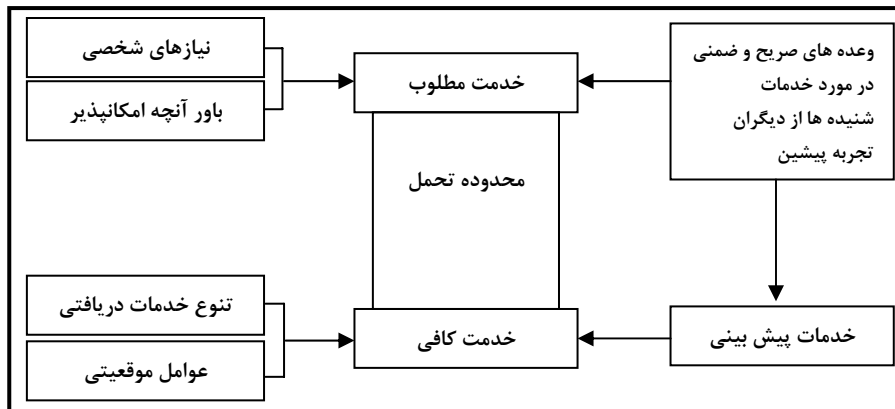 وعده های صریح و ضمنی
در مورد خدمات
شنیده ها از دیگران
تجربه پیشین
نیازهای شخصی
باور آنچه امکانپذیر
خدمت مطلوب
محدوده تحمل
تنوع خدمات دریافتی
عوامل موقعیتی
خدمت کافی
خدمات پیش بینی